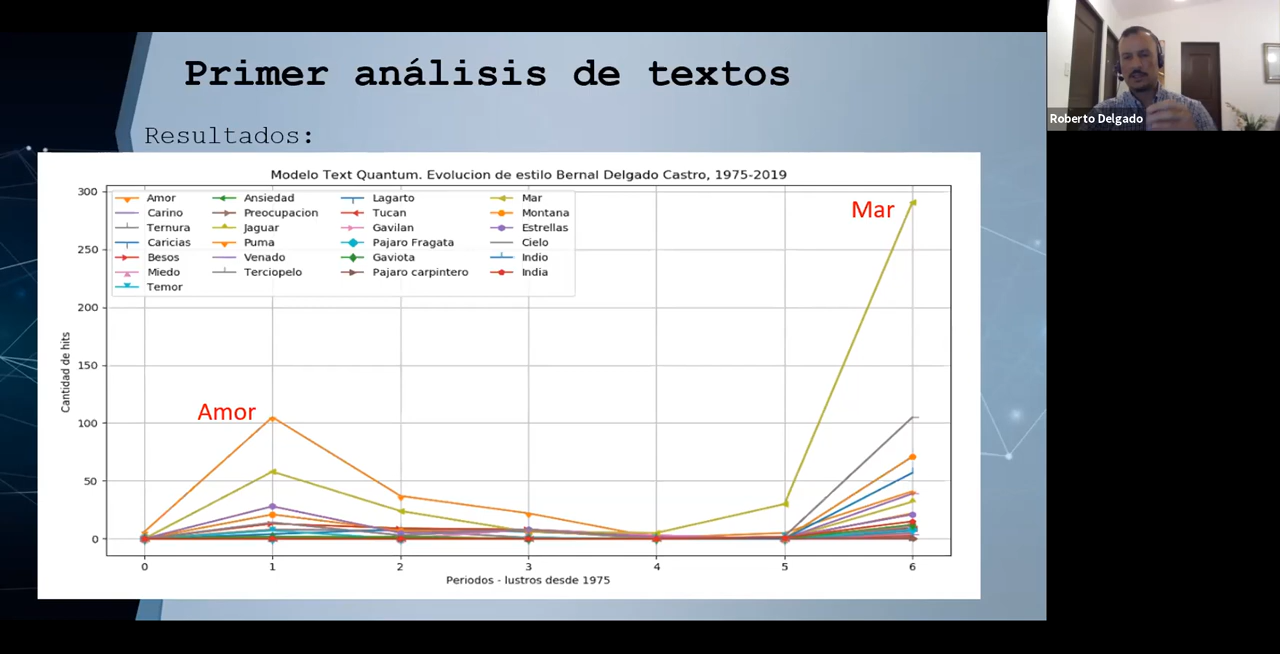 Primer análisis de textos
Roberto Delgado
Resultados:
Modelo Text Quantum. Evolucion de estilo Bernal Delgado Castro, 1975-2019
Amor
Carino
Ternura
Caricias
Besos
Miedo
Temor
Ansiedad
Preocupacion
Jaguar
Puma
Venado
Terciopelo
Lagarto
Tucan
Gavilan
Pajaro Fragata
Gaviota
Pajaro carpintero
Mar
Montana
Estrellas
Cielo
Indio
India
Mar
Amor
Cantidad de hits
300
250
200
150
100
50
0
0 1 2 3 4 5 6
Periodos - lustros desde 1975